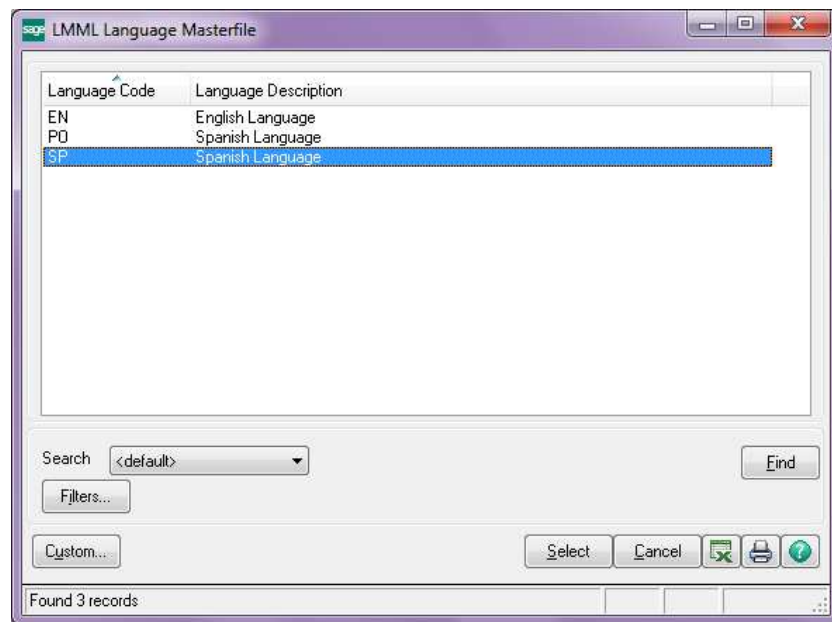 sage LMML Language Masterfile
Language Code Language Description
EN English Language
PO Spanish Language
SP Spanish Language
Search <default> Find
Filters...
Custom... Select Cancel
Found 3 records